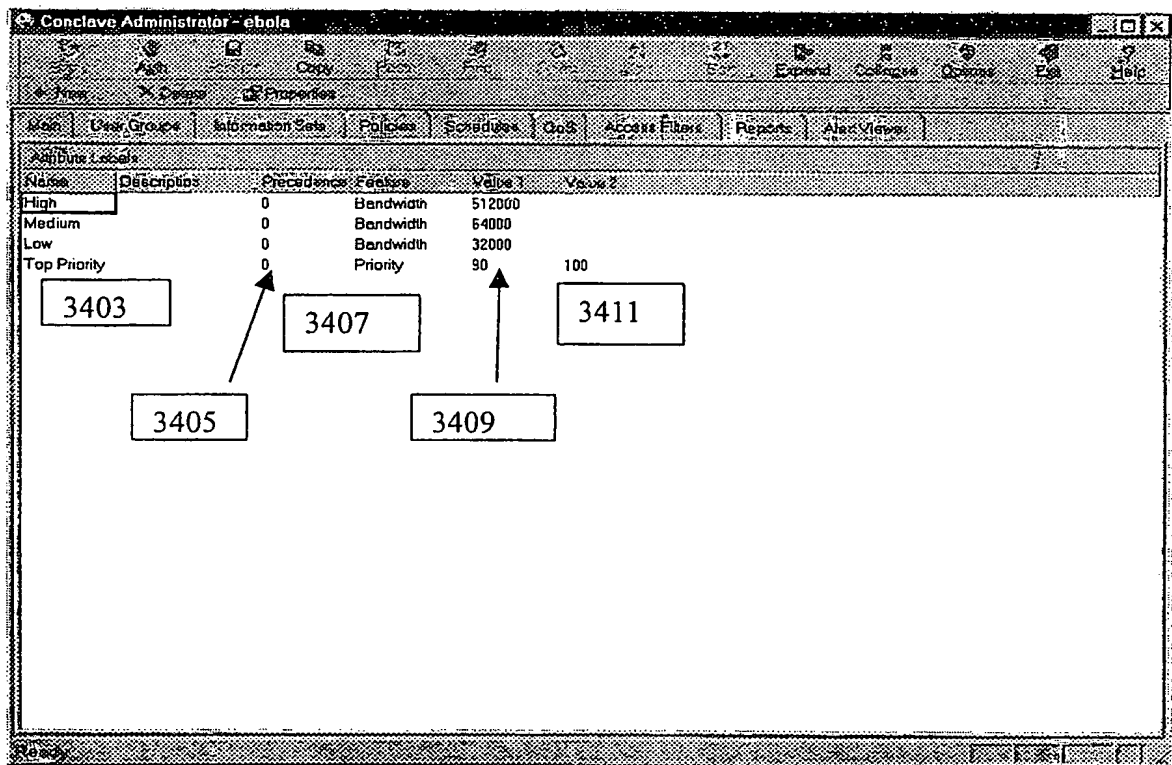 Conclave Administrator - ebola
Auth Copy Expand Collapse Options Exit Help
New Delete Properties
Main User Groups Information Sets Policies Schedules QoS Access Filters Reports Alert Viewer
Attribute Labels
Name Description Precedence Feature Value 1 Value 2
High 0 Bandwidth 512000
Medium 0 Bandwidth 64000
Low 0 Bandwidth 32000
Top Priority 0 Priority 90 100
3403
3407
3411
3405
3409
Ready